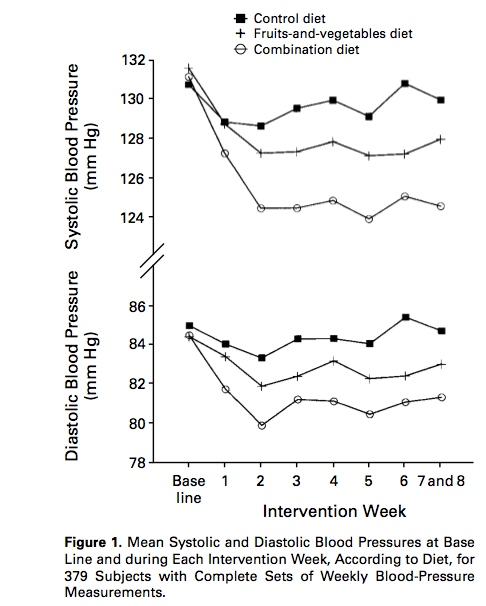 Control diet
Fruits-and-vegetables diet
Combination diet
Systolic Blood Pressure
(mm Hg)
132
130
128
126
124
Diastolic Blood Pressure
(mm Hg)
86
84
82
80
78
Base line 1 2 3 4 5 6 7 and 8
Intervention Week
Figure 1. Mean Systolic and Diastolic Blood Pressures at Base
Line and during Each Intervention Week, According to Diet, for
379 Subjects with Complete Sets of Weekly Blood-Pressure
Measurements.